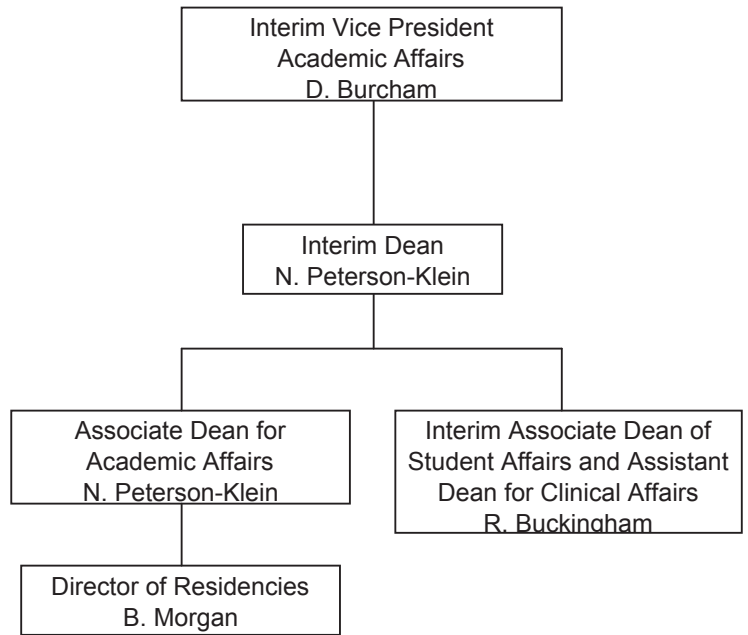 Interim Vice President
Academic Affairs
D. Burcham
Interim Dean
N. Peterson-Klein
Associate Dean for
Academic Affairs
N. Peterson-Klein
Interim Associate Dean of
Student Affairs and Assistant
Dean for Clinical Affairs
R. Buckingham
Director of Residencies
B. Morgan